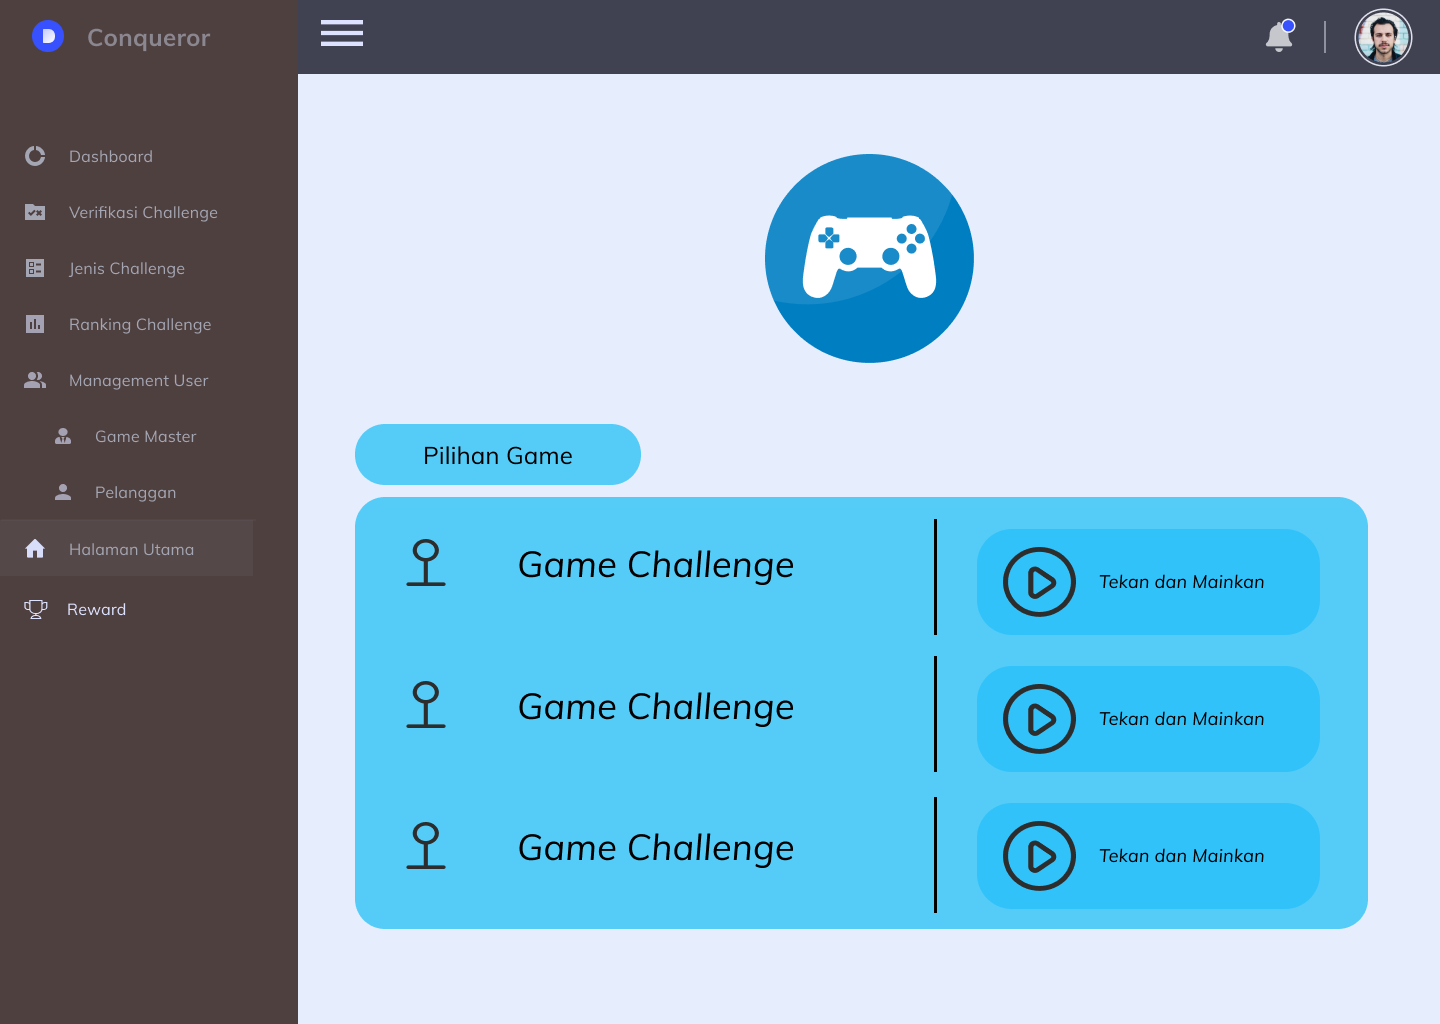 Conqueror
Dashboard
Verifikasi Challenge
Jenis Challenge
Ranking Challenge
Management User
Game Master
Pelanggan
Halaman Utama
Reward
Pilihan Game
Game Challenge
Tekan dan Mainkan
Game Challenge
Tekan dan Mainkan
Game Challenge
Tekan dan Mainkan